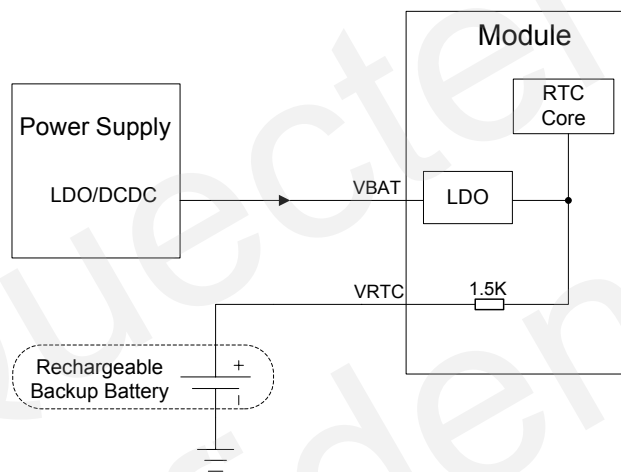 Module
RTC
Core
Power Supply
LDO/DCDC
VBAT
LDO
VRTC
1.5K
Rechargeable
Backup Battery
+